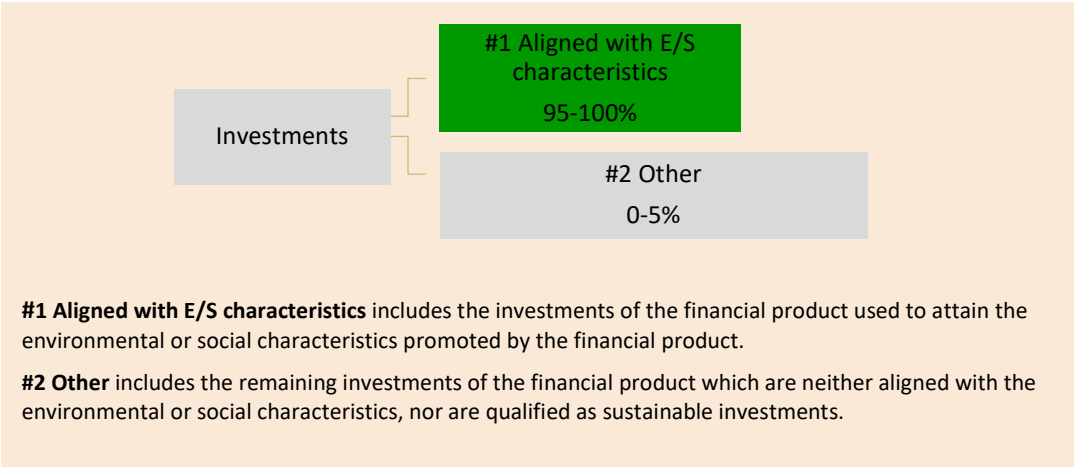 #1 Aligned with E/S
characteristics
95-100%
Investments
#2 Other
0-5%
#1 Aligned with E/S characteristics includes the investments of the financial product used to attain the
environmental or social characteristics promoted by the financial product.
#2 Other includes the remaining investments of the financial product which are neither aligned with the
environmental or social characteristics, nor are qualified as sustainable investments.